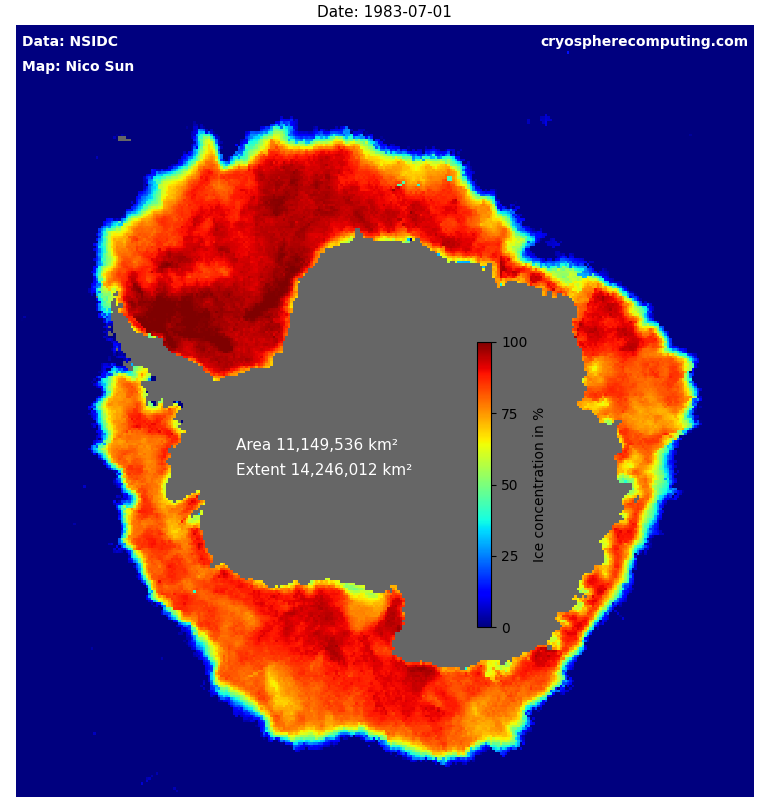 Date: 1983-07-01
Data: NSIDC
cryospherecomputing.com
Map: Nico Sun
100
75
50
25
0
Ice concentration in %
Area 11,149,536 km²
Extent 14,246,012 km²